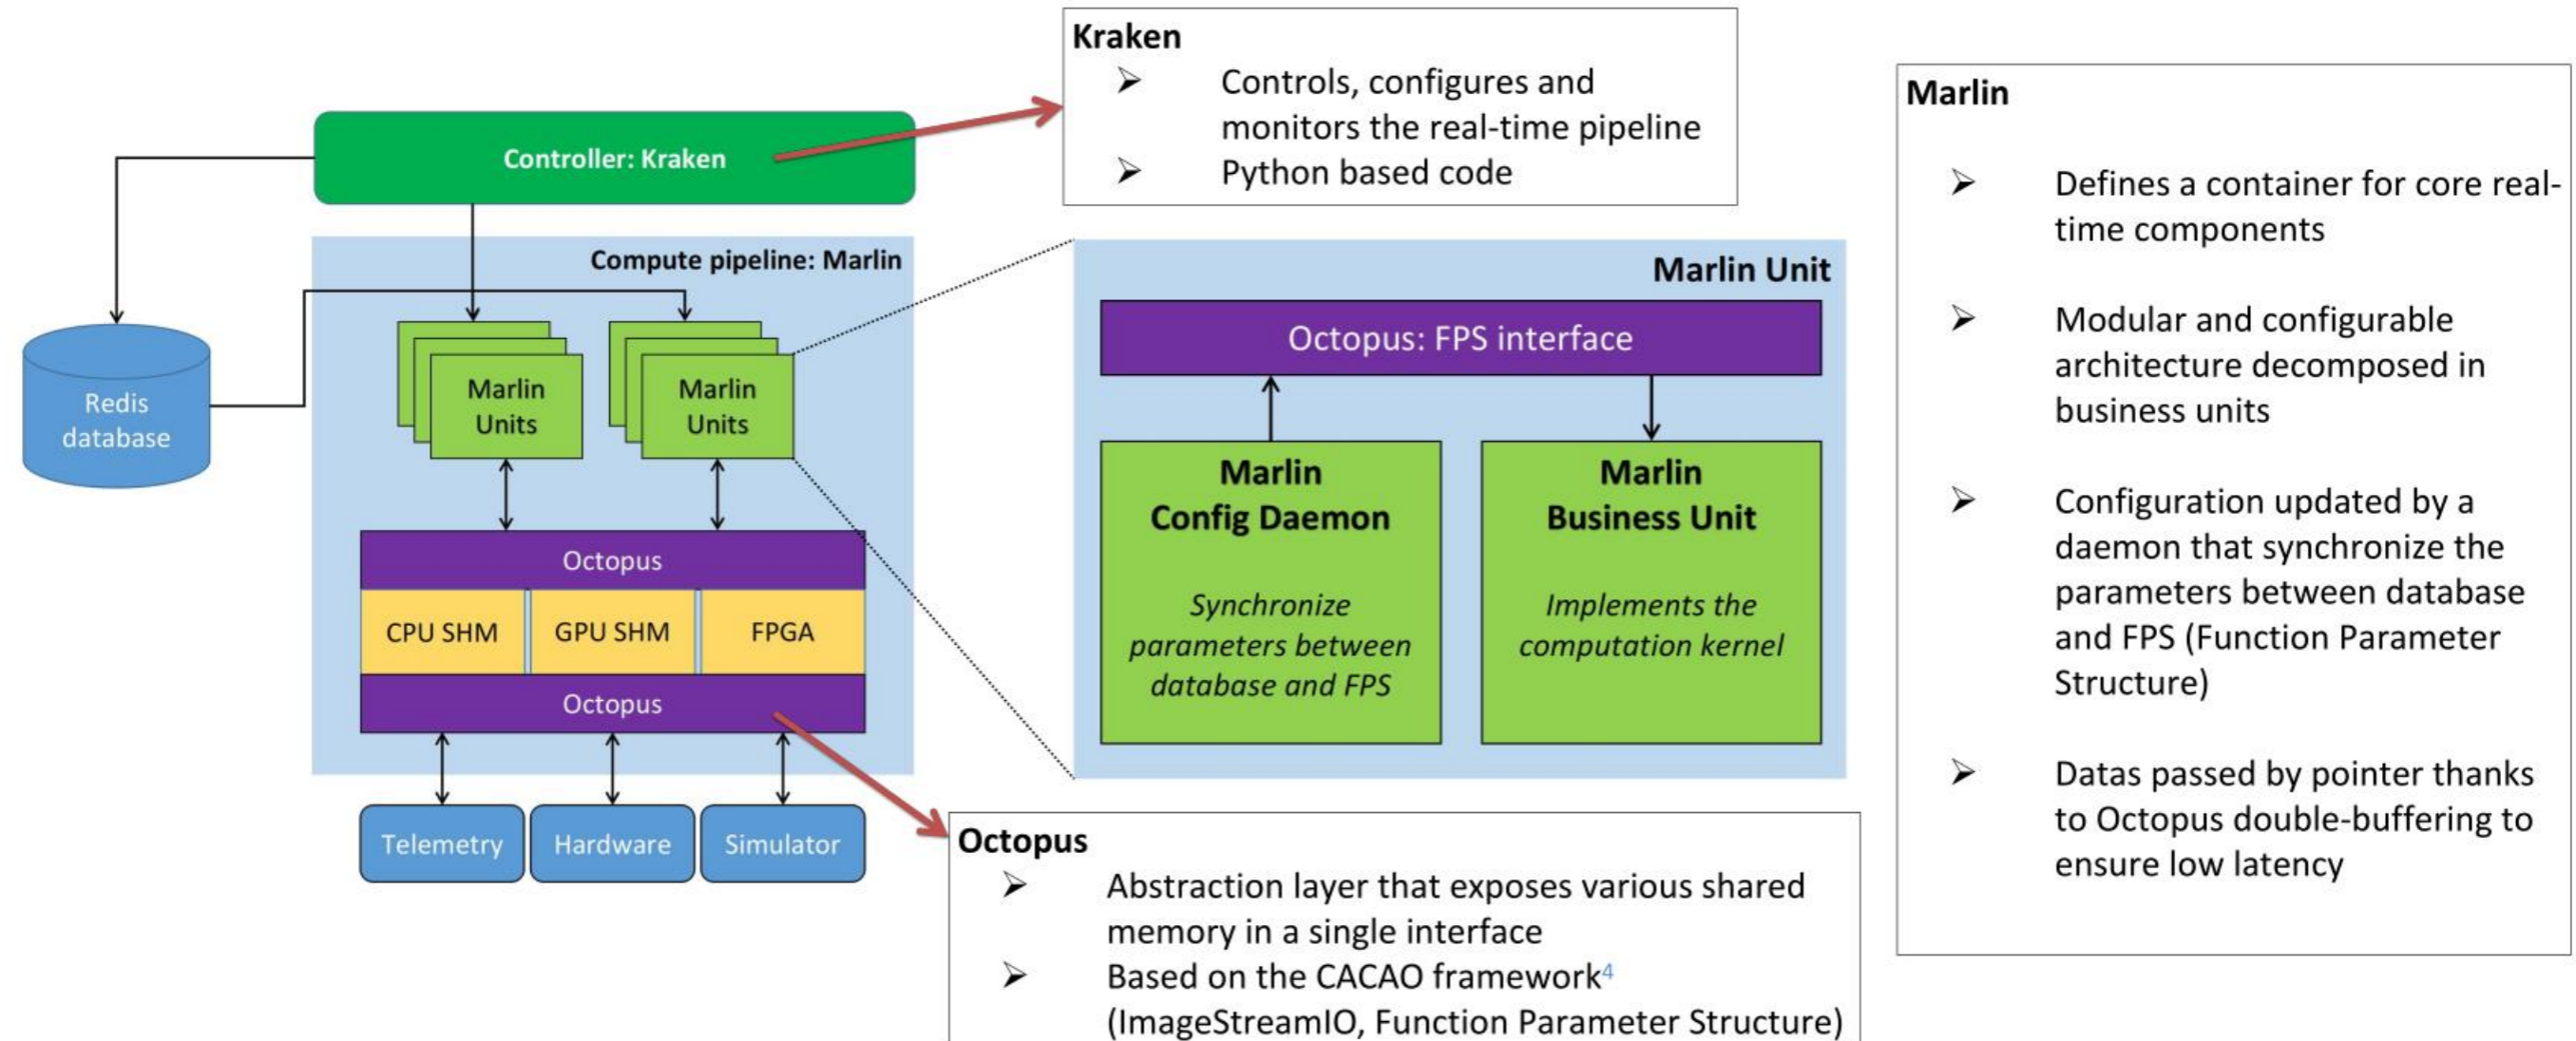 Controller: Kraken
Compute pipeline: Marlin
Redis
database
Marlin
Units
Marlin
Units
Octopus
CPU SHM
GPU SHM
FPGA
Octopus
Telemetry
Hardware
Simulator
Kraken
➢ Controls, configures and
monitors the real-time pipeline
➢ Python based code
Marlin Unit
Octopus: FPS interface
Marlin
Config Daemon
Synchronize
parameters between
database and FPS
Marlin
Business Unit
Implements the
computation kernel
Octopus
➢ Abstraction layer that exposes various shared
memory in a single interface
➢ Based on the CACAO framework4
(ImageStreamIO, Function Parameter Structure)
Marlin
➢ Defines a container for core real-
time components
➢ Modular and configurable
architecture decomposed in
business units
➢ Configuration updated by a
daemon that synchronize the
parameters between database
and FPS (Function Parameter
Structure)
➢ Datas passed by pointer thanks
to Octopus double-buffering to
ensure low latency